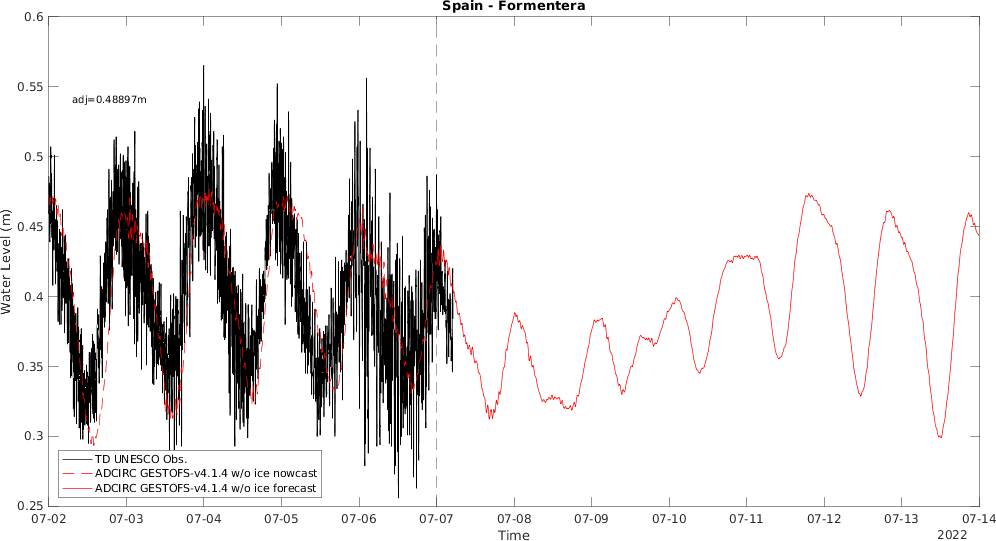 Spain - Formentera
0.6
0.55
0.5
0.45
0.4
0.35
0.3
0.25
Water Level (m)
adj=0.48897m
TD UNESCO Obs.
ADCIRC GESTOFS-v4.1.4 w/o ice nowcast
ADCIRC GESTOFS-v4.1.4 w/o ice forecast
07-02 07-03 07-04 07-05 07-06 07-07 07-08 07-09 07-10 07-11 07-12 07-13 07-14
Time
2022